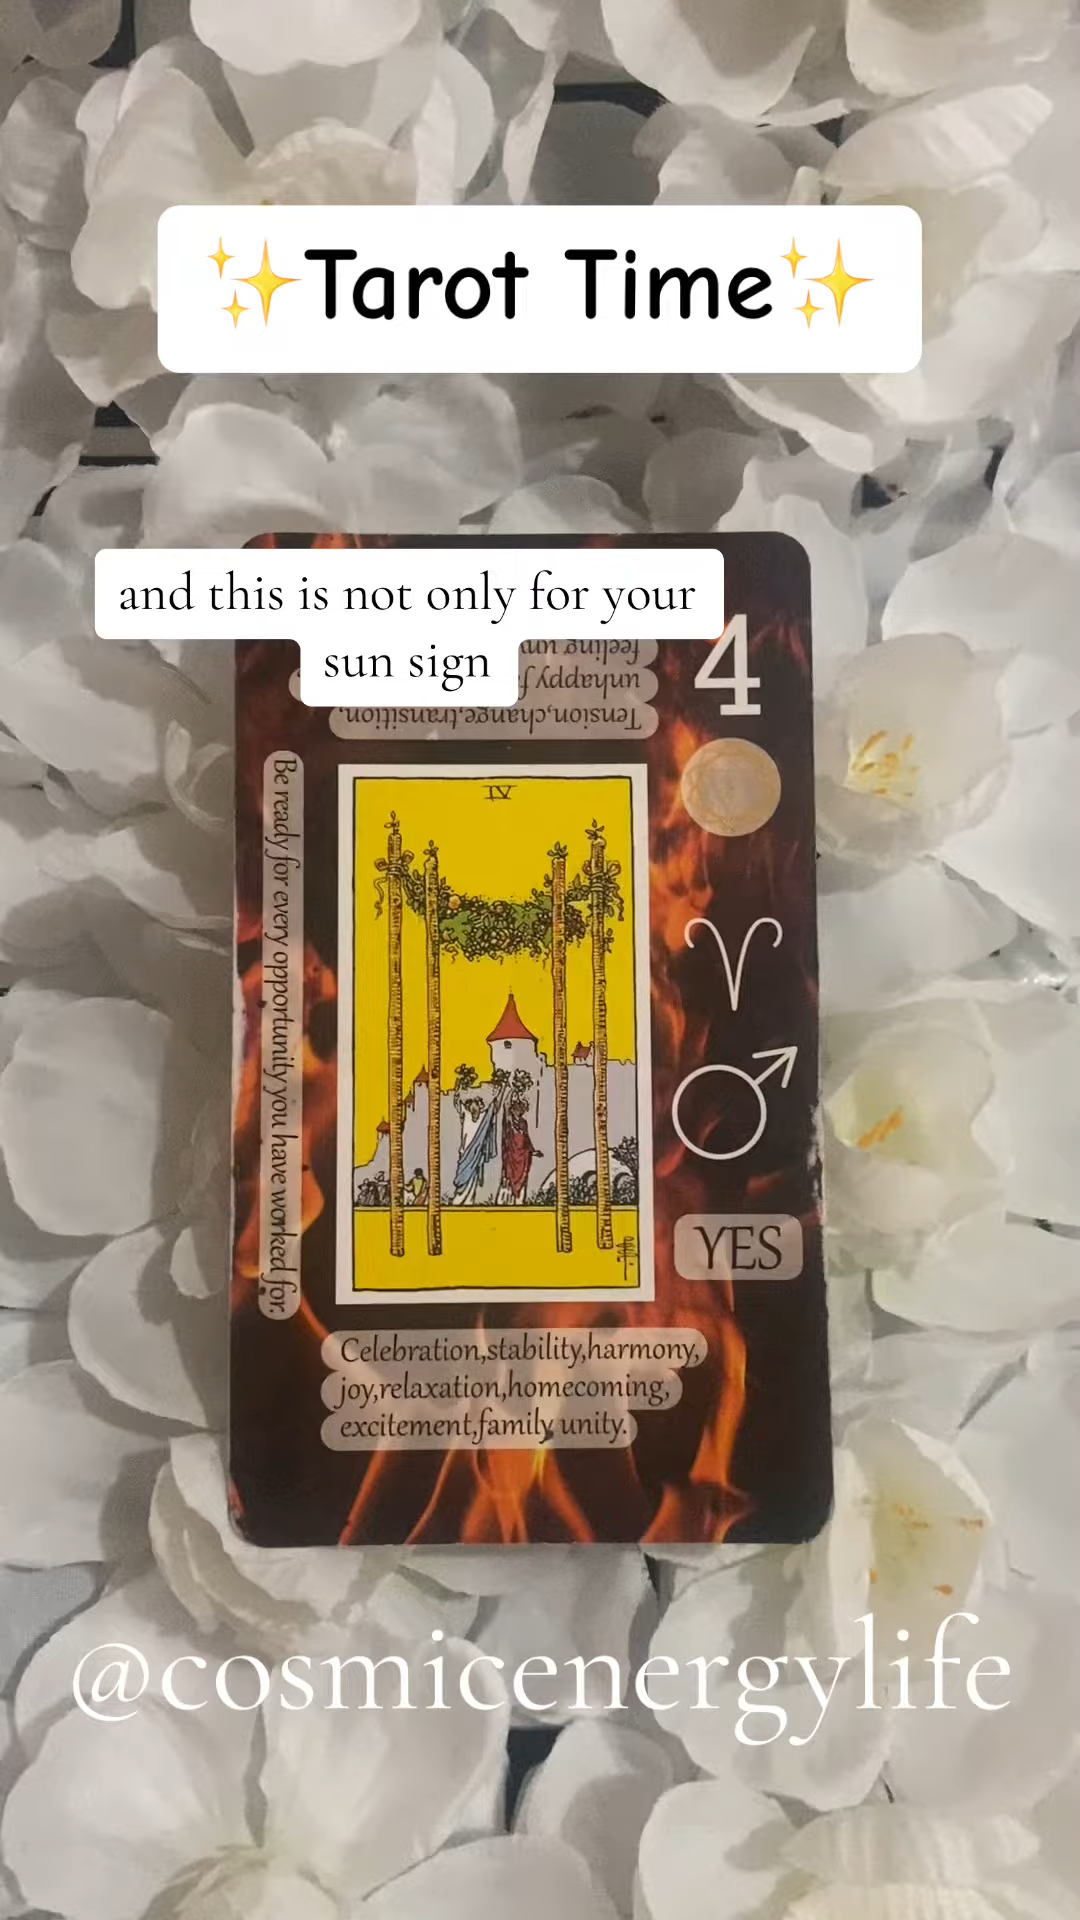 ✨Tarot Time✨
and this is not only for your
sun sign
feeling un
unhappy f
Tension,change,transition,
4
Be ready for every opportunity you have worked for.
IV
YES
Celebration,stability,harmony,
joy,relaxation,homecoming,
excitement,family unity.
@cosmicenergylife